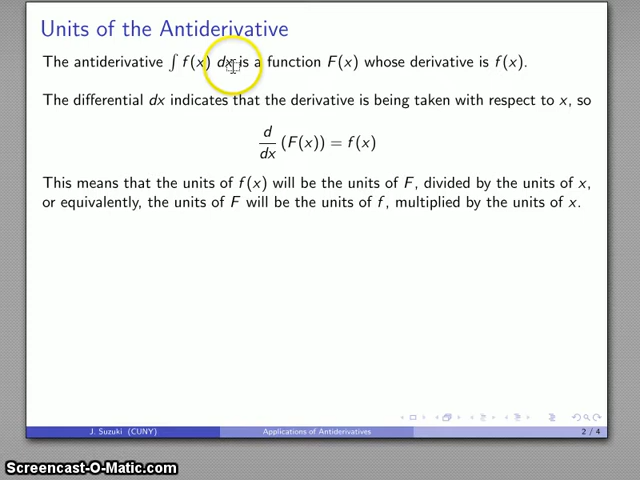 Units of the Antiderivative
The antiderivative ∫ f(x) dx is a function F(x) whose derivative is f(x).
The differential dx indicates that the derivative is being taken with respect to x, so
d/dx (F(x)) = f(x)
This means that the units of f(x) will be the units of F, divided by the units of x,
or equivalently, the units of F will be the units of f, multiplied by the units of x.
J. Suzuki (CUNY) Applications of Antiderivatives 2 / 4
Screencast-O-Matic.com